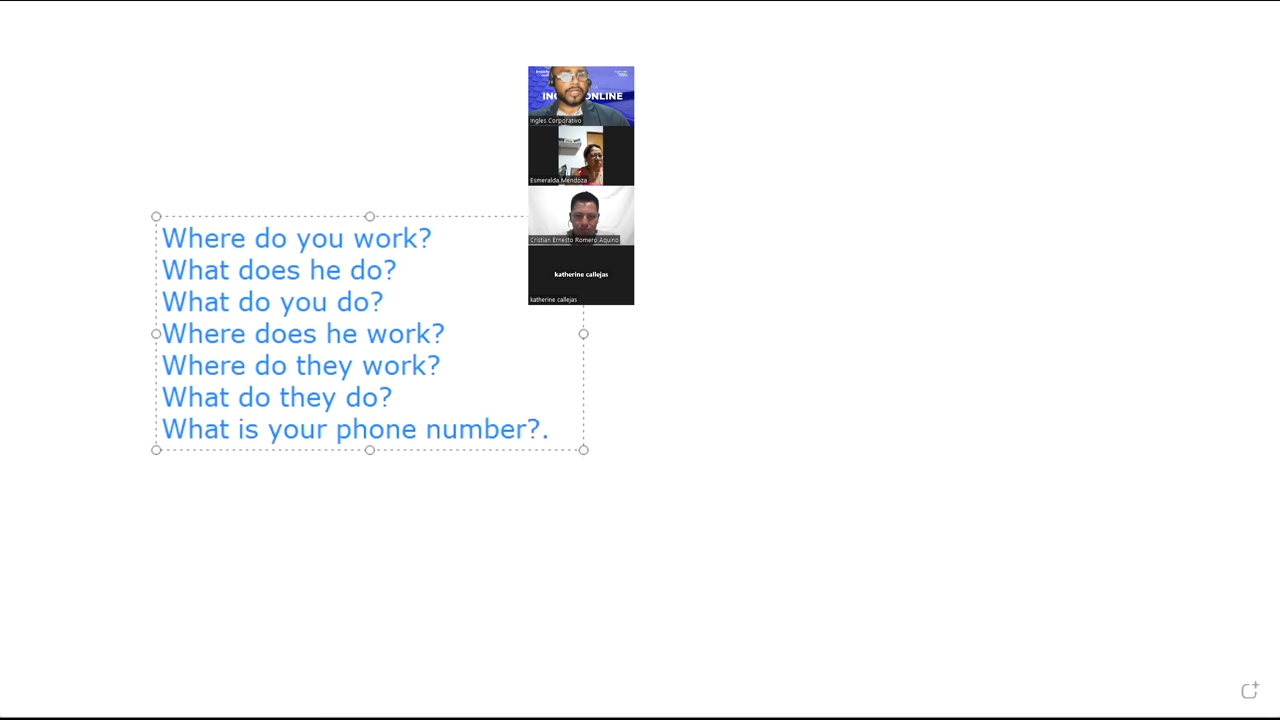 Ingles Corporativo
Esmeralda Mendoza
Cristian Ernesto Romero Aquino
katherine callejas
katherine callejas
Where do you work?
What does he do?
What do you do?
Where does he work?
Where do they work?
What do they do?
What is your phone number?.